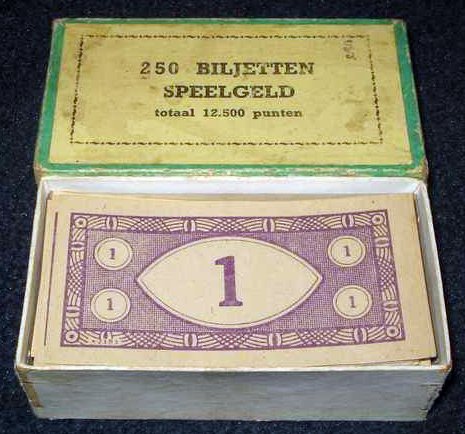 250 BILJETTEN
SPEELGELD
totaal 12.500 punten
1 1
1
1 1